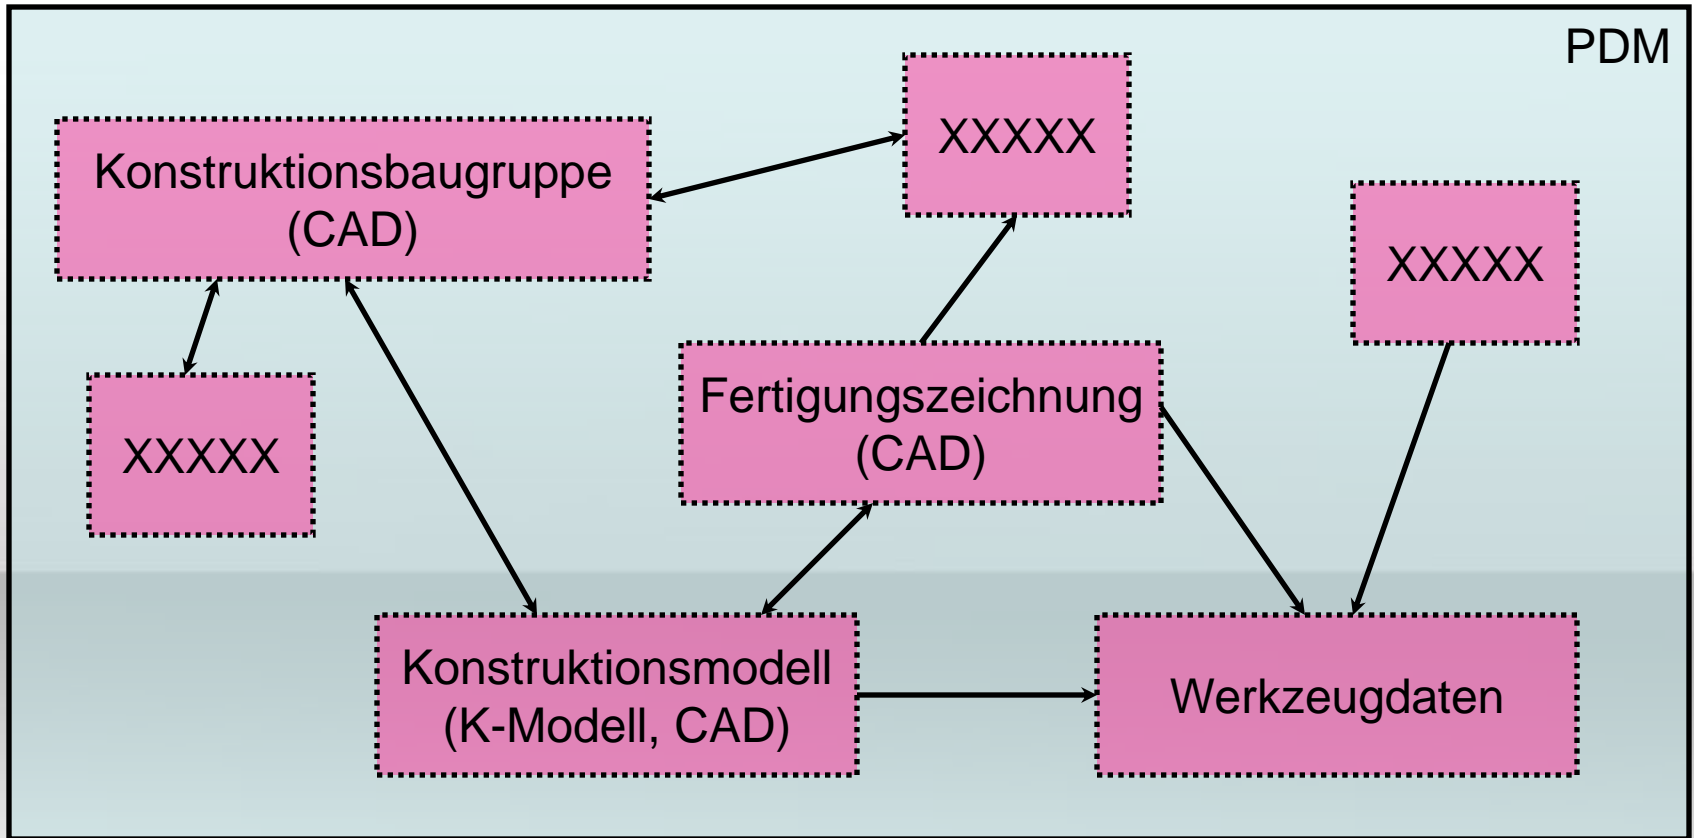 PDM
XXXXX
Konstruktionsbaugruppe
(CAD)
XXXXX
Fertigungszeichnung
(CAD)
XXXXX
Konstruktionsmodell
(K-Modell, CAD)
Werkzeugdaten